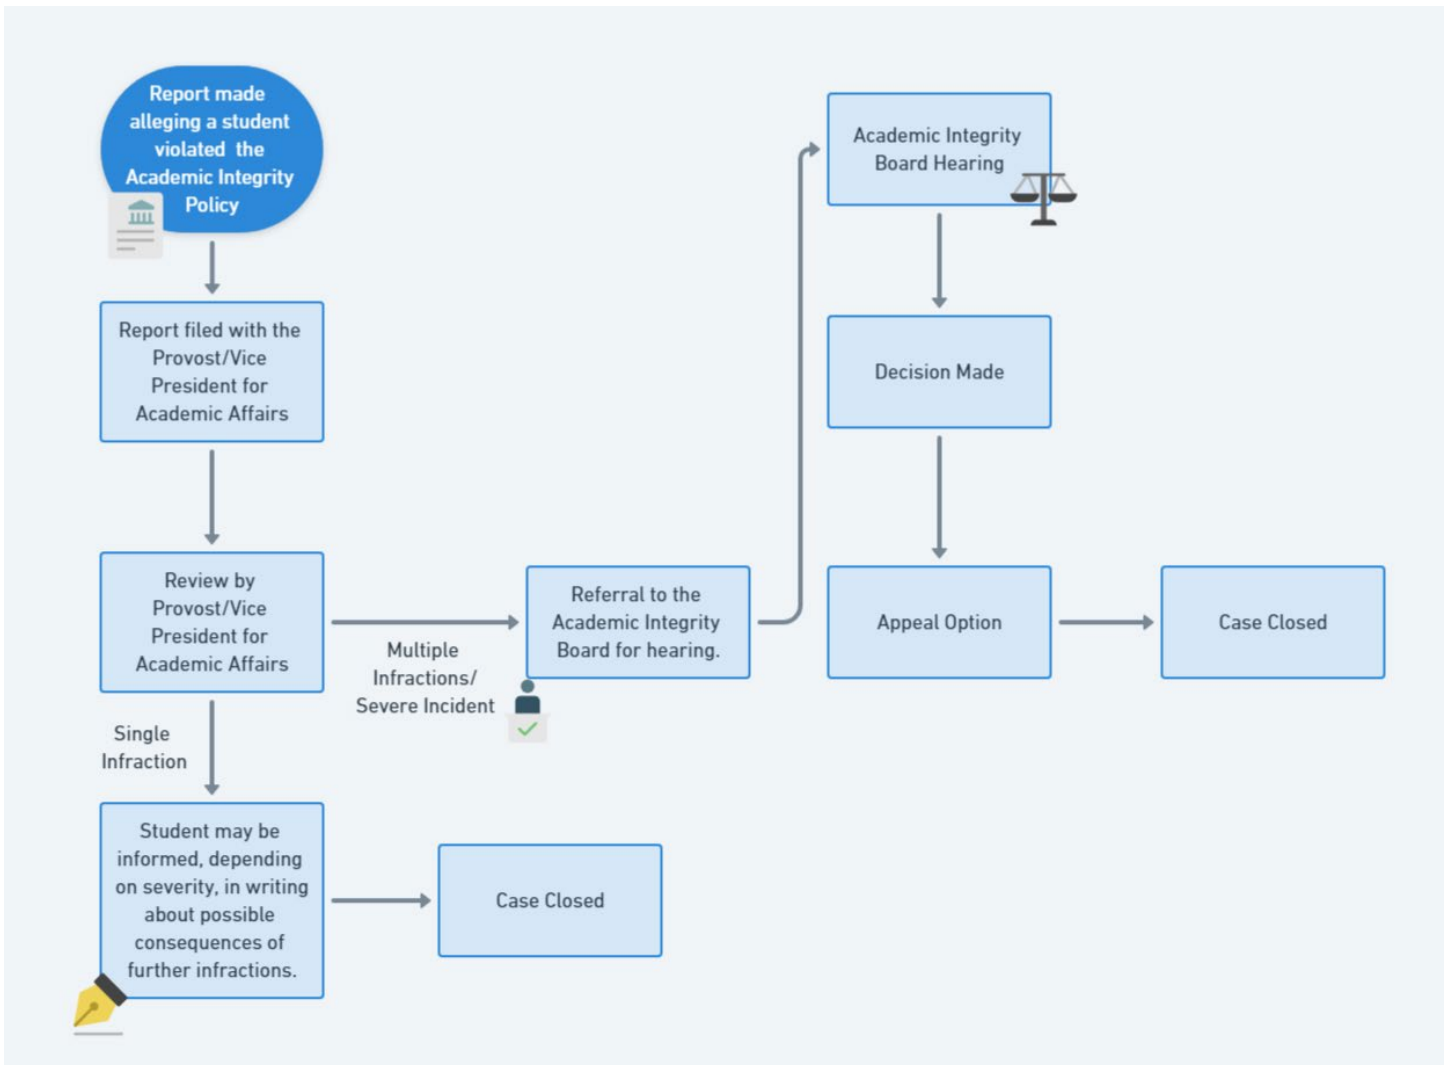 Report made
alleging a student
violated the
Academic Integrity
Policy
Report filed with the
Provost/Vice
President for
Academic Affairs
Review by
Provost/Vice
President for
Academic Affairs
Single
Infraction
Student may be
informed, depending
on severity, in writing
about possible
consequences of
further infractions.
Case Closed
Multiple
Infractions/
Severe Incident
Referral to the
Academic Integrity
Board for hearing.
Academic Integrity
Board Hearing
Decision Made
Appeal Option
Case Closed